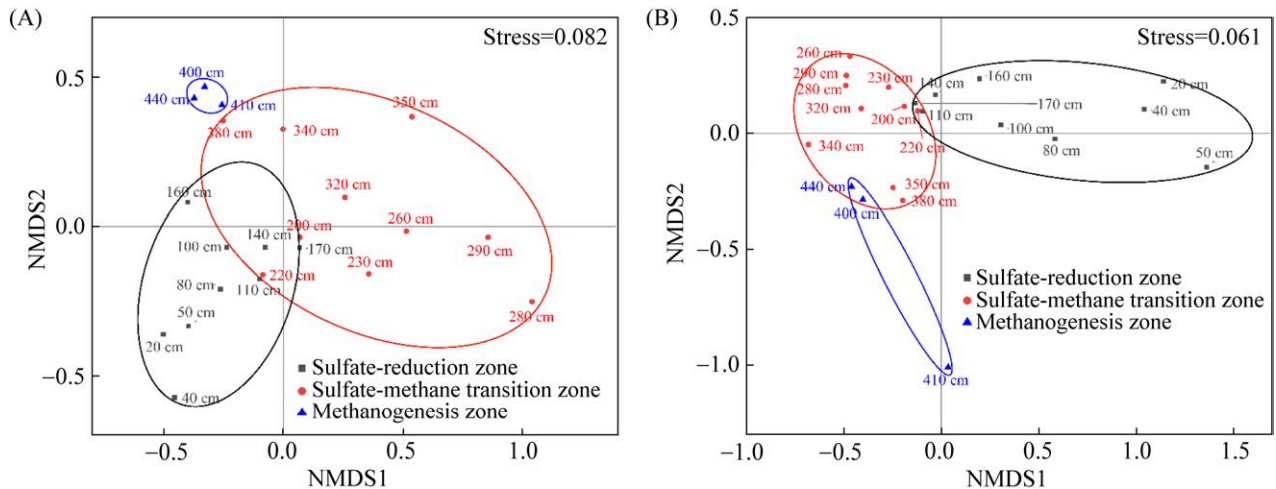 (A)
Stress=0.082
400 cm
440 cm
410 cm
380 cm
340 cm
350 cm
320 cm
160 cm
200 cm
260 cm
140 cm
170 cm
100 cm
290 cm
220 cm
230 cm
80 cm
110 cm
50 cm
280 cm
20 cm
40 cm
Sulfate-reduction zone
Sulfate-methane transition zone
Methanogenesis zone
0.5
0.0
−0.5
NMDS2
0.0
−0.5
0.5
1.0
NMDS1
(B)
Stress=0.061
260 cm
290 cm
280 cm
230 cm
140 cm
160 cm
20 cm
320 cm
200 cm
170 cm
110 cm
40 cm
100 cm
220 cm
80 cm
340 cm
50 cm
350 cm
440 cm
380 cm
400 cm
410 cm
Sulfate-reduction zone
Sulfate-methane transition zone
Methanogenesis zone
0.5
0.0
−0.5
−1.0
NMDS2
−1.0
−0.5
0.0
0.5
1.0
1.5
NMDS1